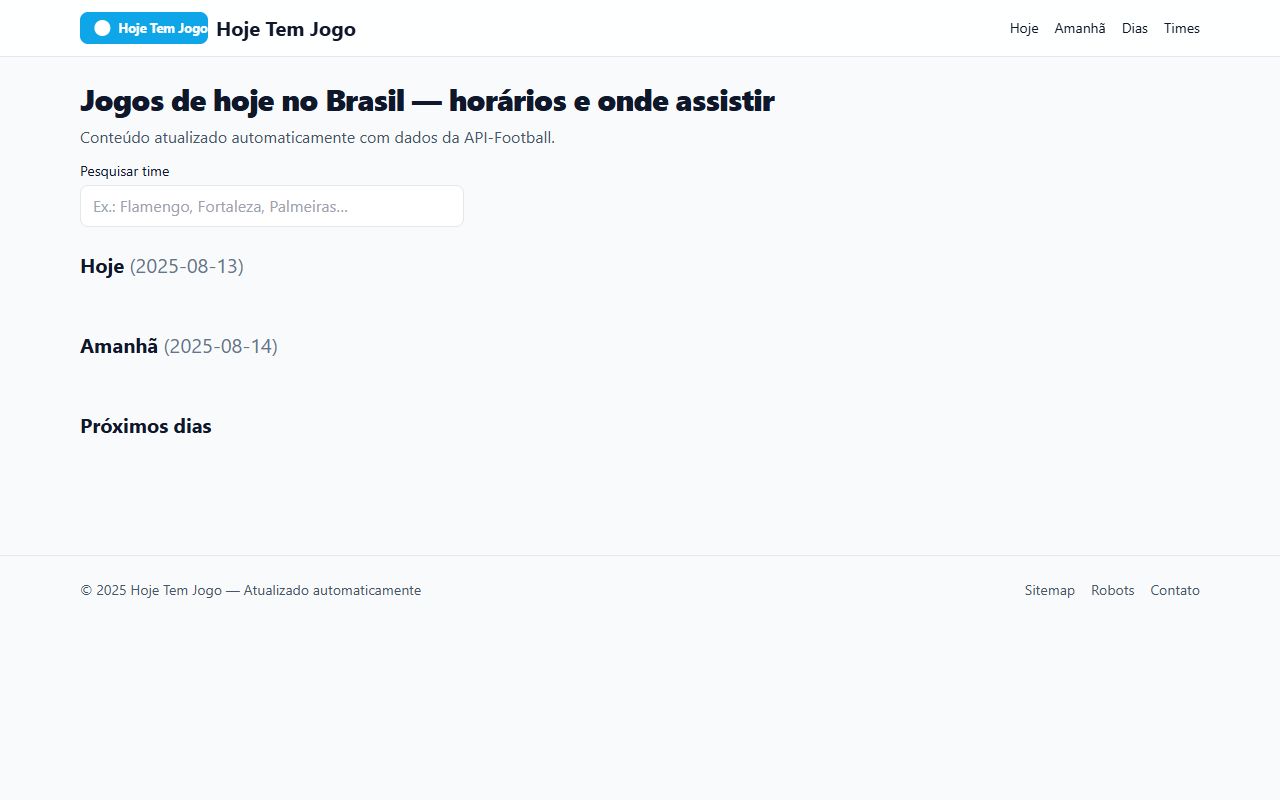 Hoje Tem Jogo Hoje Tem Jogo Hoje Amanhã Dias Times
Jogos de hoje no Brasil — horários e onde assistir
Conteúdo atualizado automaticamente com dados da API-Football.
Pesquisar time
Ex.: Flamengo, Fortaleza, Palmeiras...
Hoje (2025-08-13)
Amanhã (2025-08-14)
Próximos dias
© 2025 Hoje Tem Jogo — Atualizado automaticamente Sitemap Robots Contato